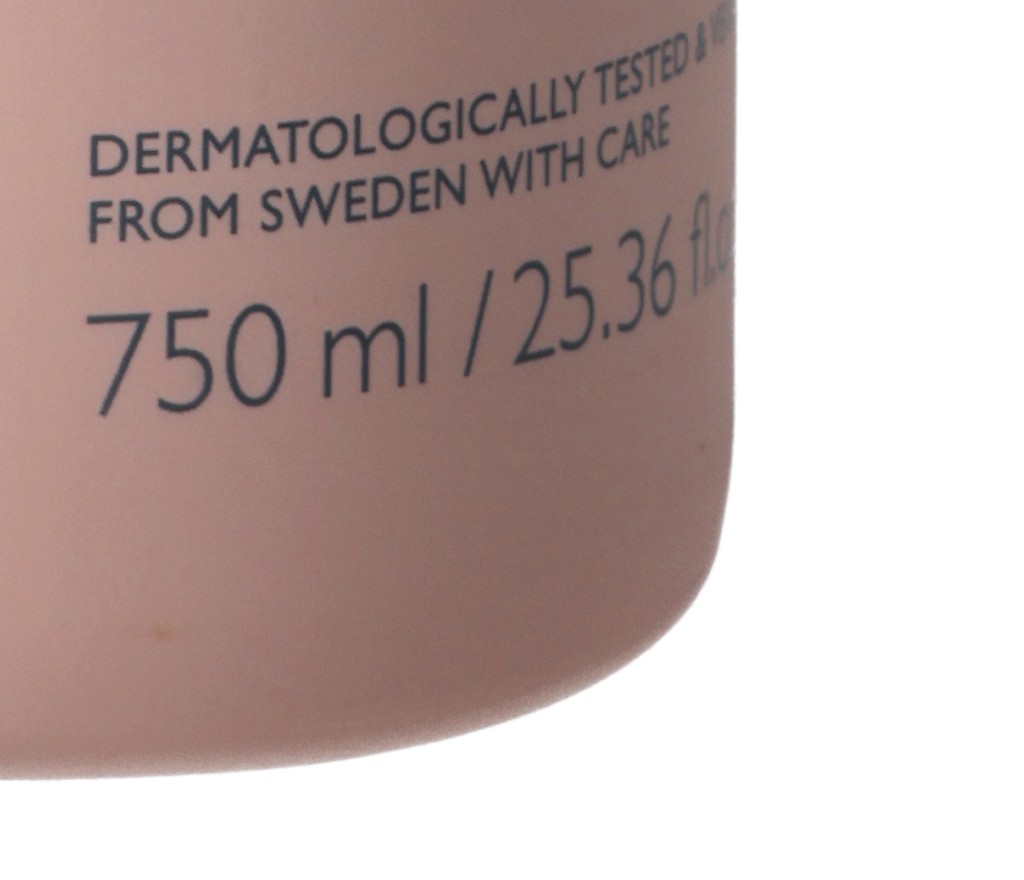 DERMATOLOGICALLY TESTED &
FROM SWEDEN WITH CARE
750 ml / 25.36 fl.o